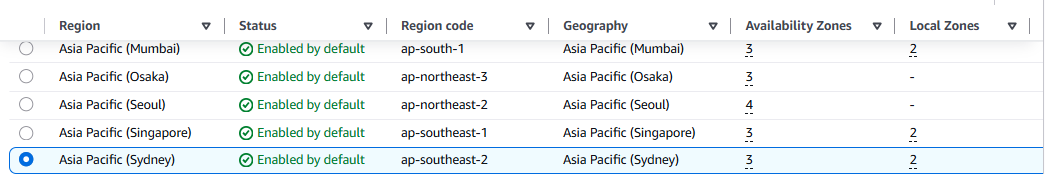 Region Status Region code Geography Availability Zones Local Zones
Asia Pacific (Mumbai) Enabled by default ap-south-1 Asia Pacific (Mumbai) 3 2
Asia Pacific (Osaka) Enabled by default ap-northeast-3 Asia Pacific (Osaka) 3 -
Asia Pacific (Seoul) Enabled by default ap-northeast-2 Asia Pacific (Seoul) 4 -
Asia Pacific (Singapore) Enabled by default ap-southeast-1 Asia Pacific (Singapore) 3 2
Asia Pacific (Sydney) Enabled by default ap-southeast-2 Asia Pacific (Sydney) 3 2